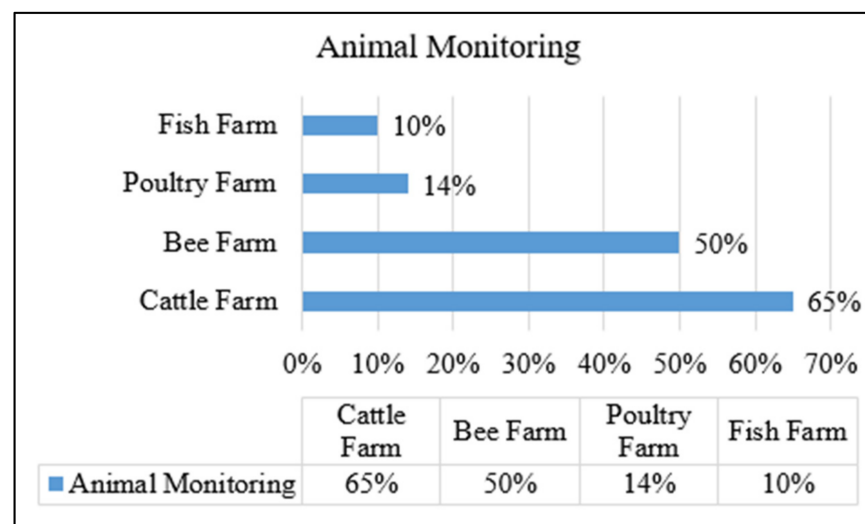 Animal Monitoring
Fish Farm 10%
Poultry Farm 14%
Bee Farm 50%
Cattle Farm 65%
0% 10% 20% 30% 40% 50% 60% 70%
Cattle Farm Bee Farm Poultry Farm Fish Farm
Animal Monitoring 65% 50% 14% 10%